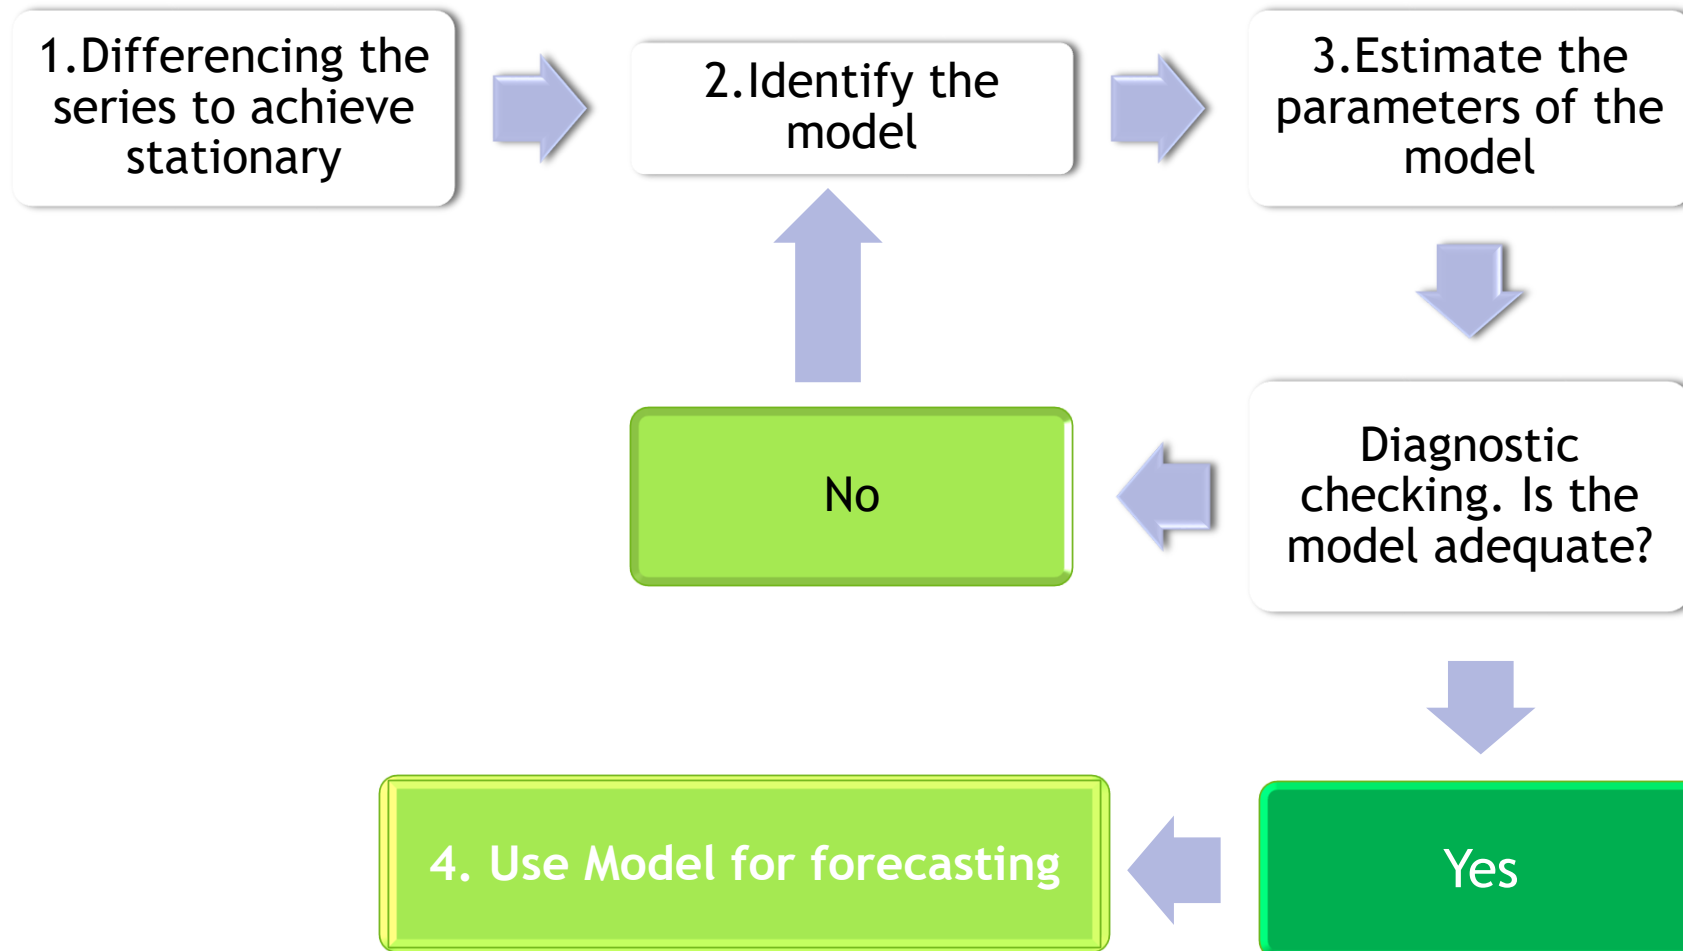 1.Differencing the
series to achieve
stationary
2.Identify the
model
3.Estimate the
parameters of the
model
Diagnostic
checking. Is the
model adequate?
No
Yes
4. Use Model for forecasting